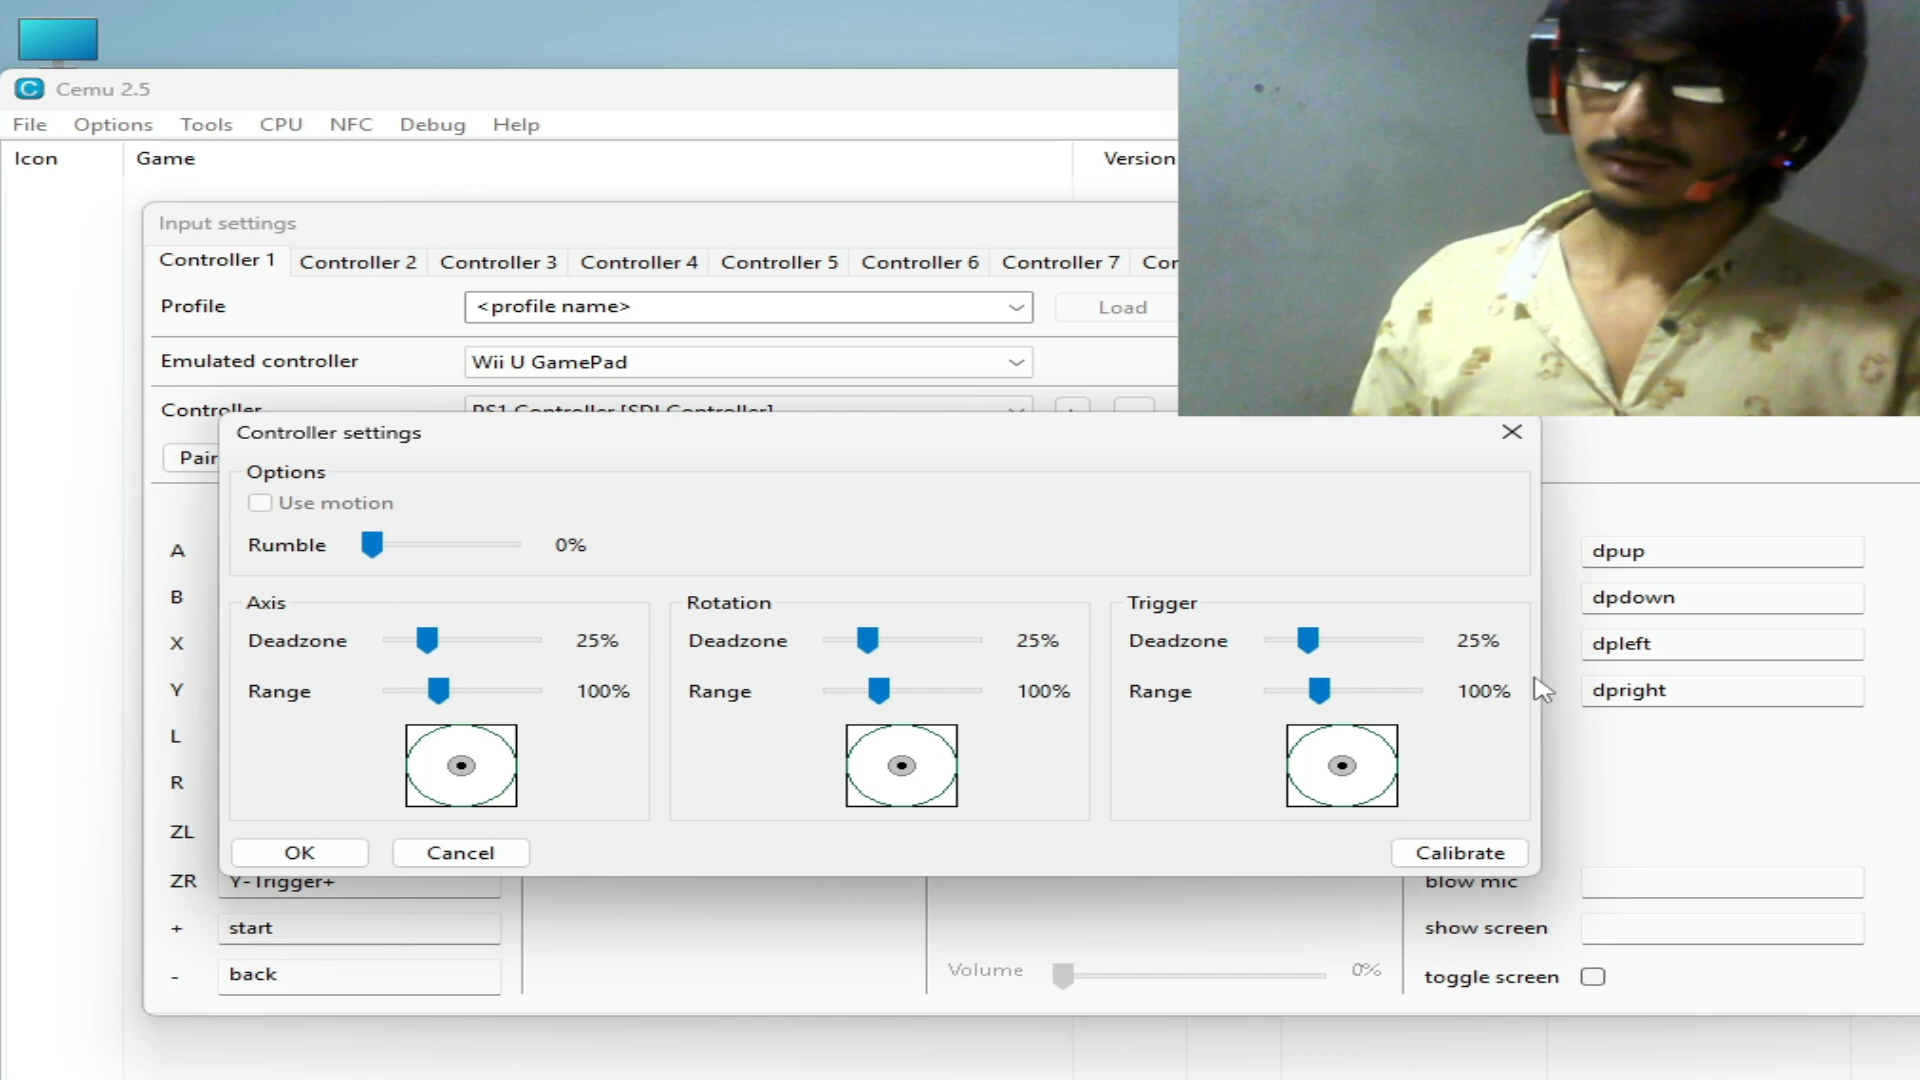 Cemu 2.5
File Options Tools CPU NFC Debug Help
Icon Game Version
Input settings
Controller 1 Controller 2 Controller 3 Controller 4 Controller 5 Controller 6 Controller 7 Cor
Profile <profile name> Load
Emulated controller Wii U GamePad
Controller PS1 Controller [SDLController]
Controller settings
Pair
Options
Use motion
Rumble 0%
A dpup
B dpdown
Axis Rotation Trigger
X Deadzone 25% Deadzone 25% Deadzone 25% dpleft
Y Range 100% Range 100% Range 100% dpright
L
R
ZL
OK Cancel Calibrate
ZR Y-Trigger+ blow mic
+ start show screen
- back Volume 0% toggle screen